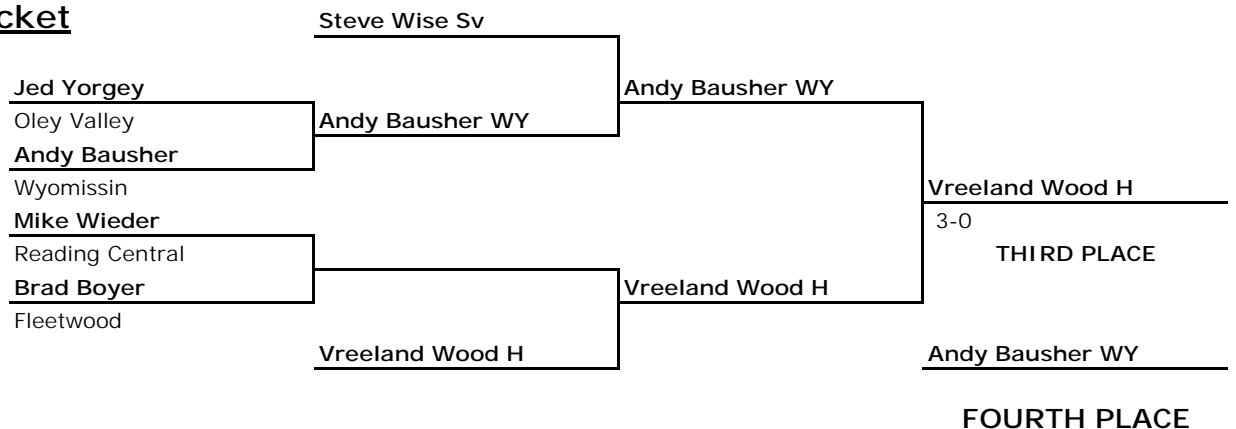 cket
Steve Wise Sv
Jed Yorgey
Andy Bausher WY
Oley Valley
Andy Bausher WY
Andy Bausher
Wyomissin
Vreeland Wood H
Mike Wieder
3-0
Reading Central
THIRD PLACE
Brad Boyer
Vreeland Wood H
Fleetwood
Vreeland Wood H
Andy Bausher WY
FOURTH PLACE